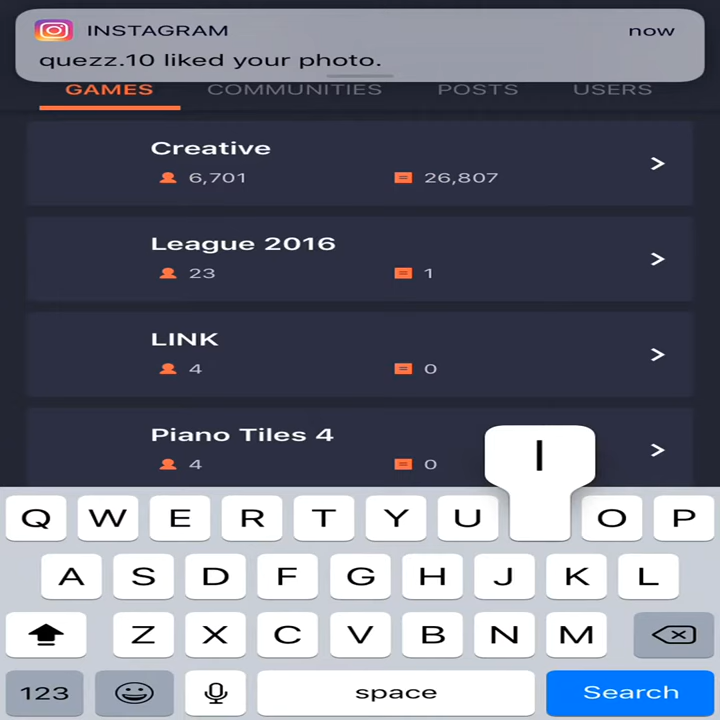 INSTAGRAM now
quezz.10 liked your photo.
GAMES COMMUNITIES POSTS USERS
Creative
6,701 26,807
>
League 2016
23 1
>
LINK
4 0
>
Piano Tiles 4
4 0
>
I
Q W E R T Y U O P
A S D F G H J K L
Z X C V B N M
123 space Search